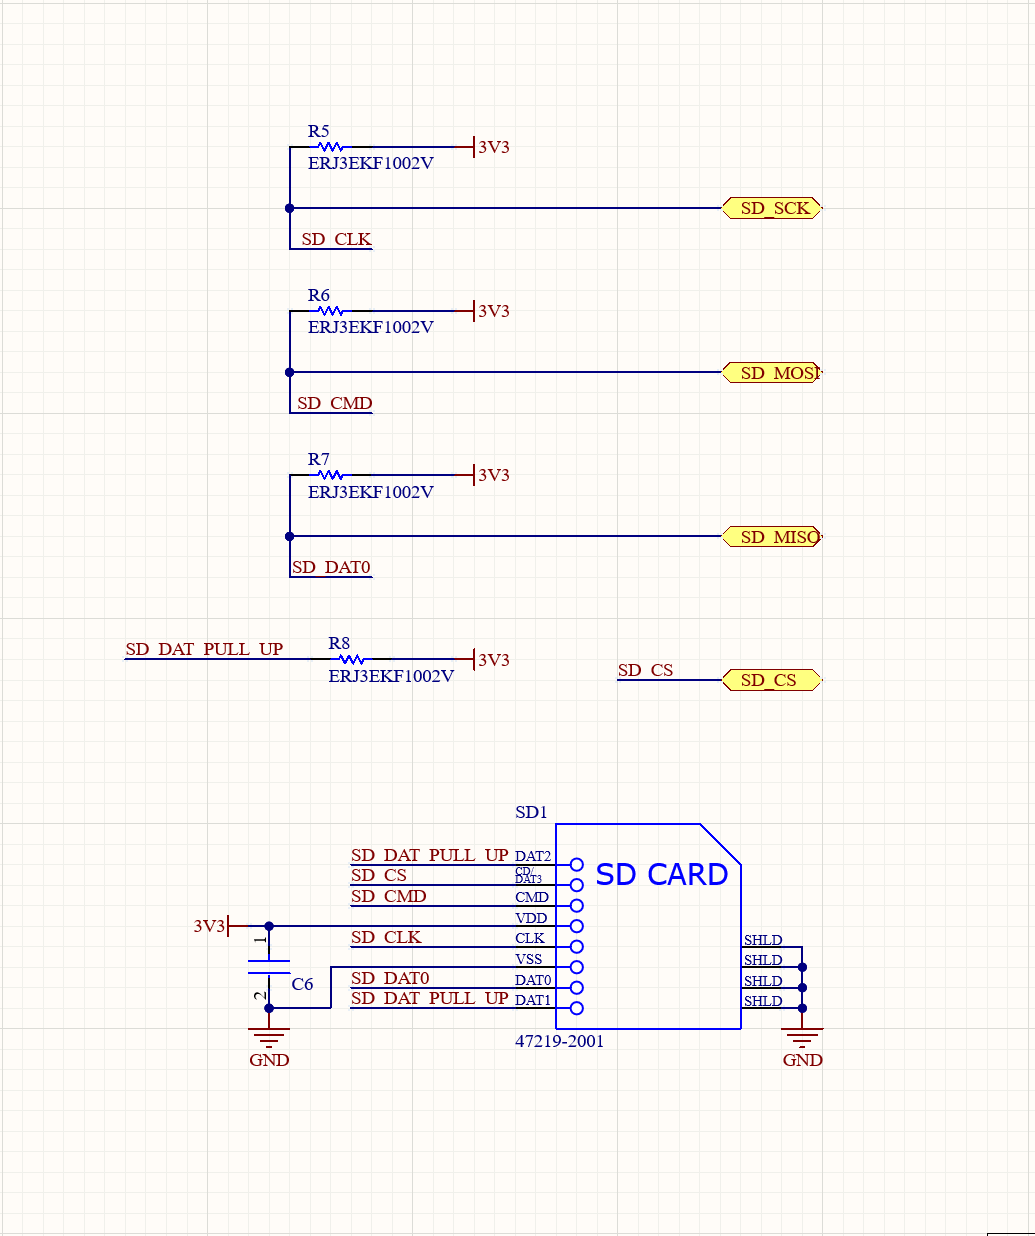 R5
3V3
ERJ3EKF1002V
SD_SCK
SD_CLK
R6
3V3
ERJ3EKF1002V
SD_MOSI
SD_CMD
R7
3V3
ERJ3EKF1002V
SD_MISO
SD_DAT0
SD_DAT_PULL_UP
R8
3V3
ERJ3EKF1002V
SD_CS
SD_CS
SD1
SD_DAT_PULL_UP DAT2
SD CARD
SD_CS CD/
DAT3
SD_CMD CMD
3V3
VDD
1
SD_CLK CLK
SHLD
VSS
SHLD
C6
SD_DAT0 DAT0
SHLD
2
SD_DAT_PULL_UP DAT1
SHLD
47219-2001
GND
GND